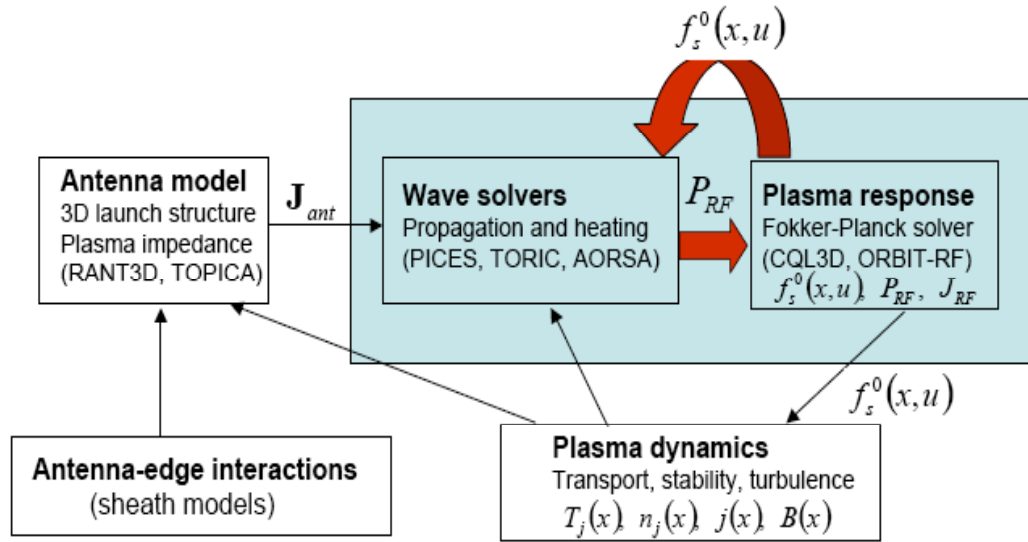 f_s^0(x, u)
Antenna model
3D launch structure
Plasma impedance
(RANT3D, TOPICA)
J_ant
Wave solvers
Propagation and heating
(PICES, TORIC, AORSA)
P_RF
Plasma response
Fokker-Planck solver
(CQL3D, ORBIT-RF)
f_s^0(x, u), P_RF, J_RF
f_s^0(x, u)
Antenna-edge interactions
(sheath models)
Plasma dynamics
Transport, stability, turbulence
T_j(x), n_j(x), j(x), B(x)